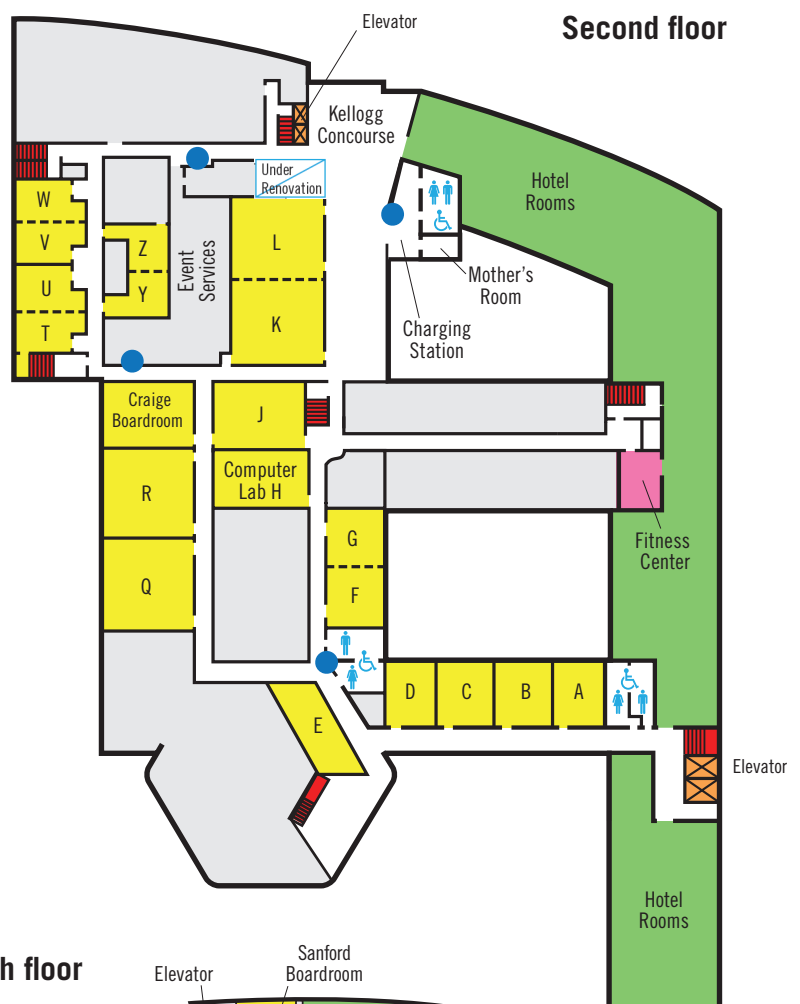 Second floor
Elevator
Kellogg
Concourse
Under
Renovation
Hotel
Rooms
W
V
U
T
Z
Y
Event
Services
L
K
Mother's
Room
Charging
Station
Craige
Boardroom
J
Computer
Lab H
R
Q
G
F
Fitness
Center
D
C
B
A
E
Elevator
Hotel
Rooms
h floor
Elevator
Sanford
Boardroom